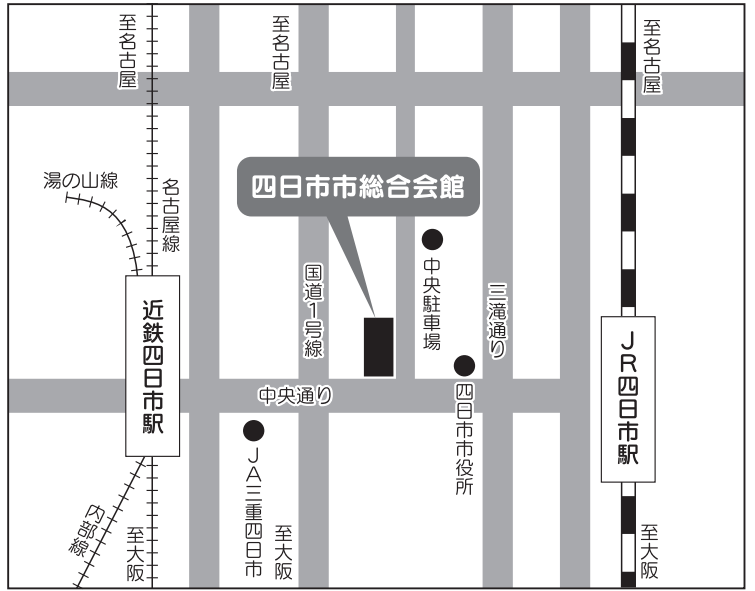 至名古屋
至名古屋
至名古屋
湯の山線
名古屋線
四日市市総合会館
国道1号線
中央駐車場
三滝通り
近鉄四日市駅
JR四日市駅
中央通り
四日市市役所
JA三重四日市
内部線
至大阪
至大阪
至大阪